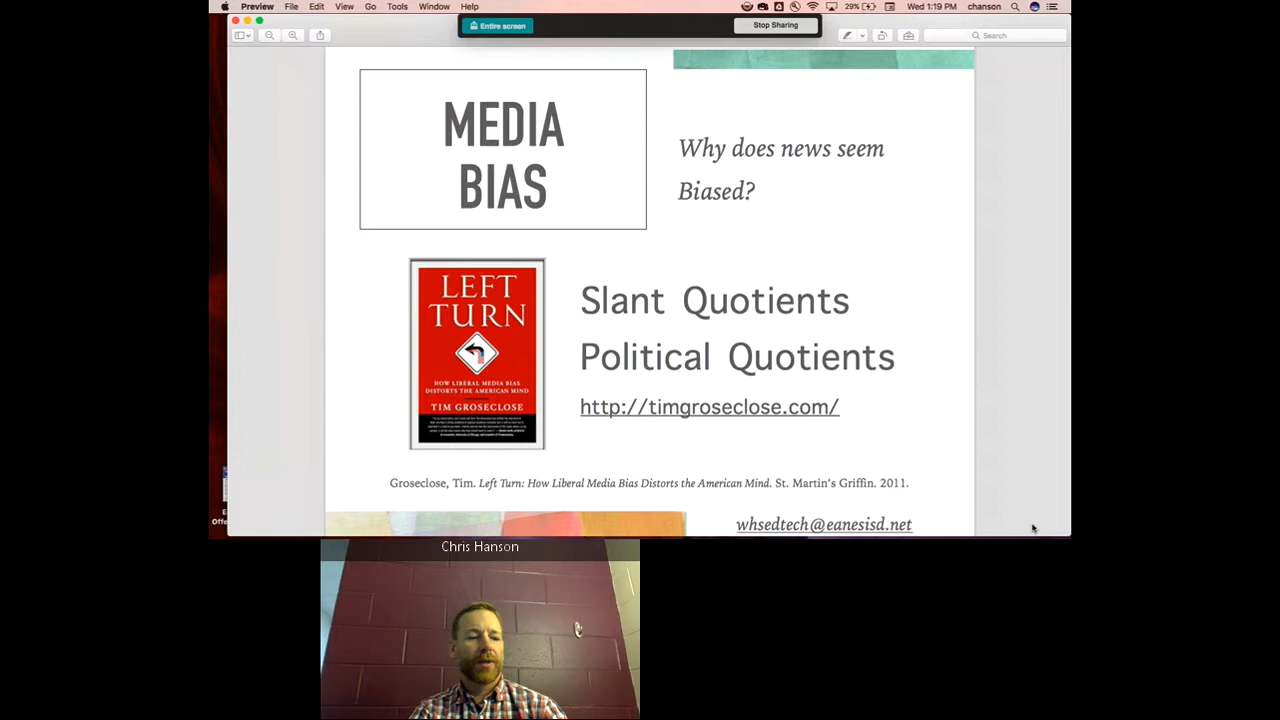 Preview File Edit View Go Tools Window Help
29% Wed 1:19 PM chanson
Entire screen
Stop Sharing
Search
MEDIA
BIAS
Why does news seem
Biased?
LEFT
TURN
HOW LIBERAL MEDIA BIAS
DISTORTS THE AMERICAN MIND
TIM GROSECLOSE
Slant Quotients
Political Quotients
http://timgroseclose.com/
Groseclose, Tim. Left Turn: How Liberal Media Bias Distorts the American Mind. St. Martin's Griffin. 2011.
whsedtech@eanesisd.net
Chris Hanson